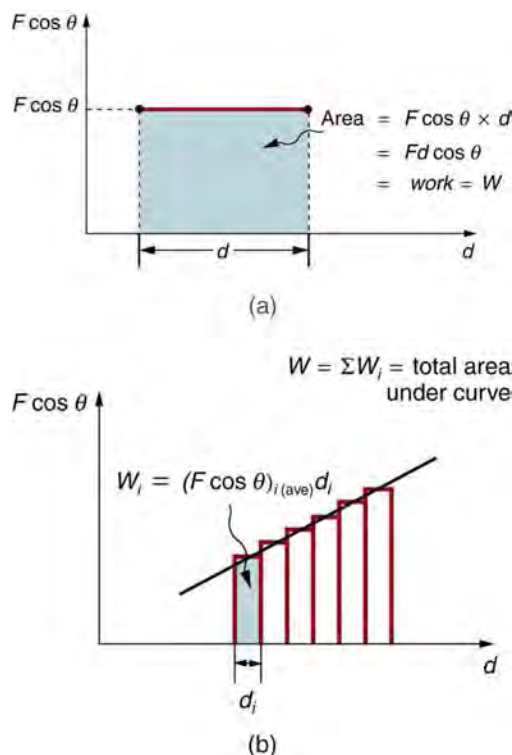 F cos θ
F cos θ
Area = F cos θ × d
= Fd cos θ
= work = W
d
d
(a)
W = ΣWᵢ = total area
under curve
F cos θ
Wᵢ = (F cos θ)ᵢ₍ₐᵥₑ₎dᵢ
d
dᵢ
(b)